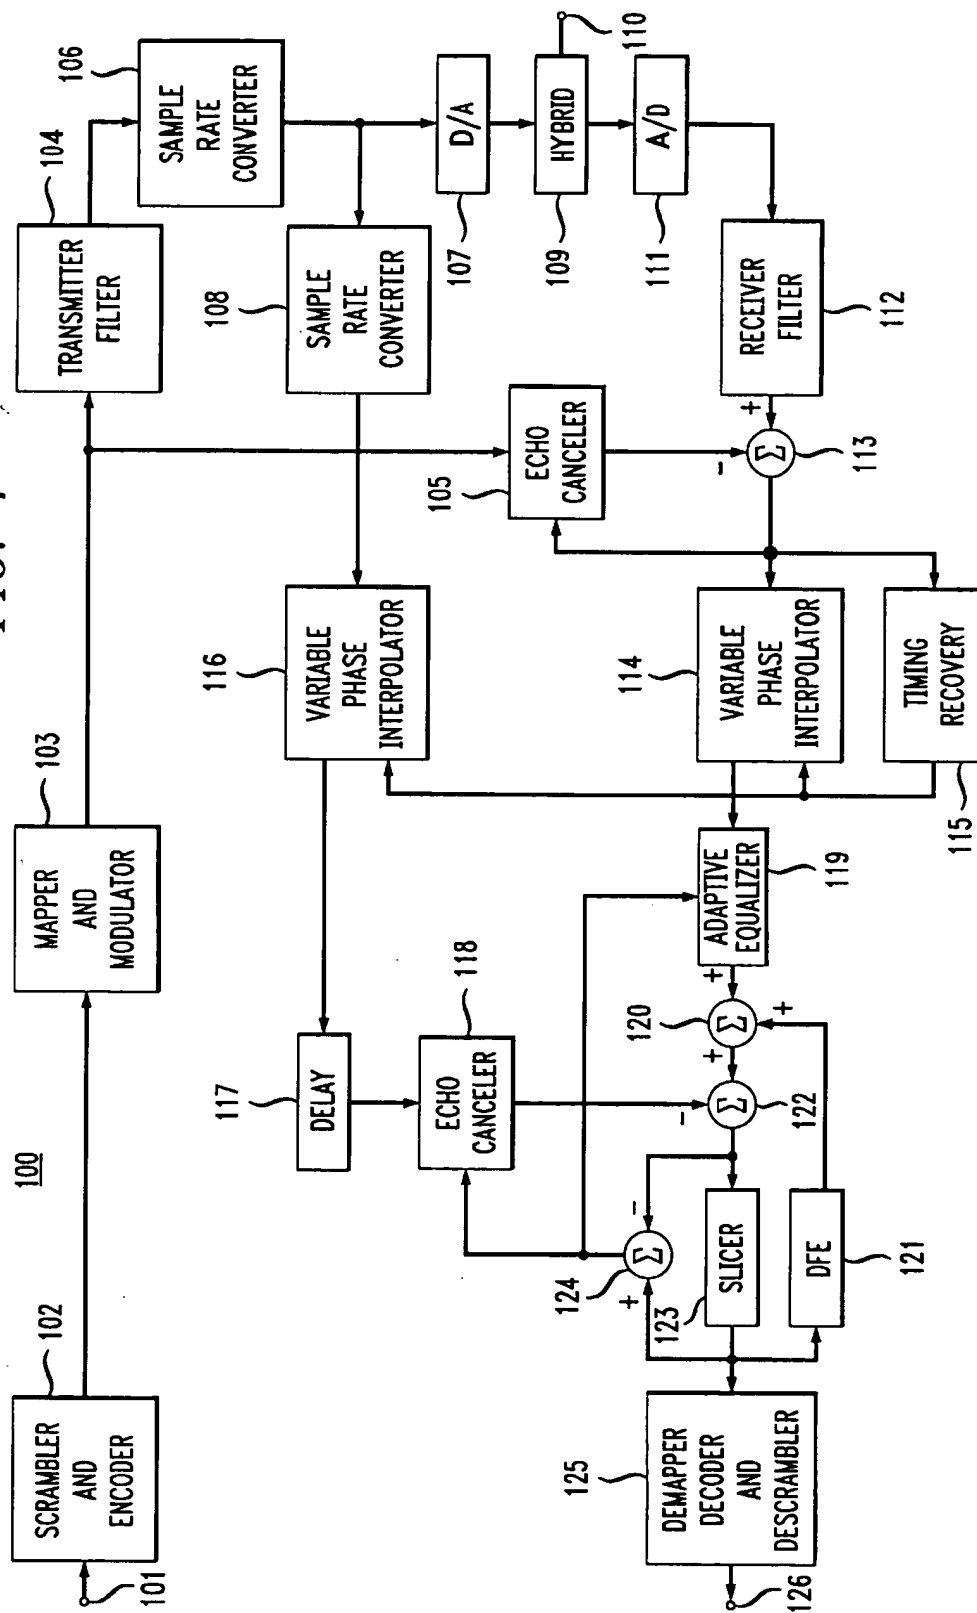 100
101
SCRAMBLER
AND
ENCODER
102
MAPPER
AND
MODULATOR
103
TRANSMITTER
FILTER
104
SAMPLE
RATE
CONVERTER
106
SAMPLE
RATE
CONVERTER
108
D/A
107
HYBRID
109
110
A/D
111
RECEIVER
FILTER
112
+
Σ
-
113
ECHO
CANCELER
105
VARIABLE
PHASE
INTERPOLATOR
116
VARIABLE
PHASE
INTERPOLATOR
114
TIMING
RECOVERY
115
DELAY
117
ECHO
CANCELER
118
ADAPTIVE
EQUALIZER
119
+
Σ
+
120
+
Σ
-
122
-
Σ
+
124
SLICER
123
DFE
121
DEMAPPER
DECODER
AND
DESCRAMBLER
125
126